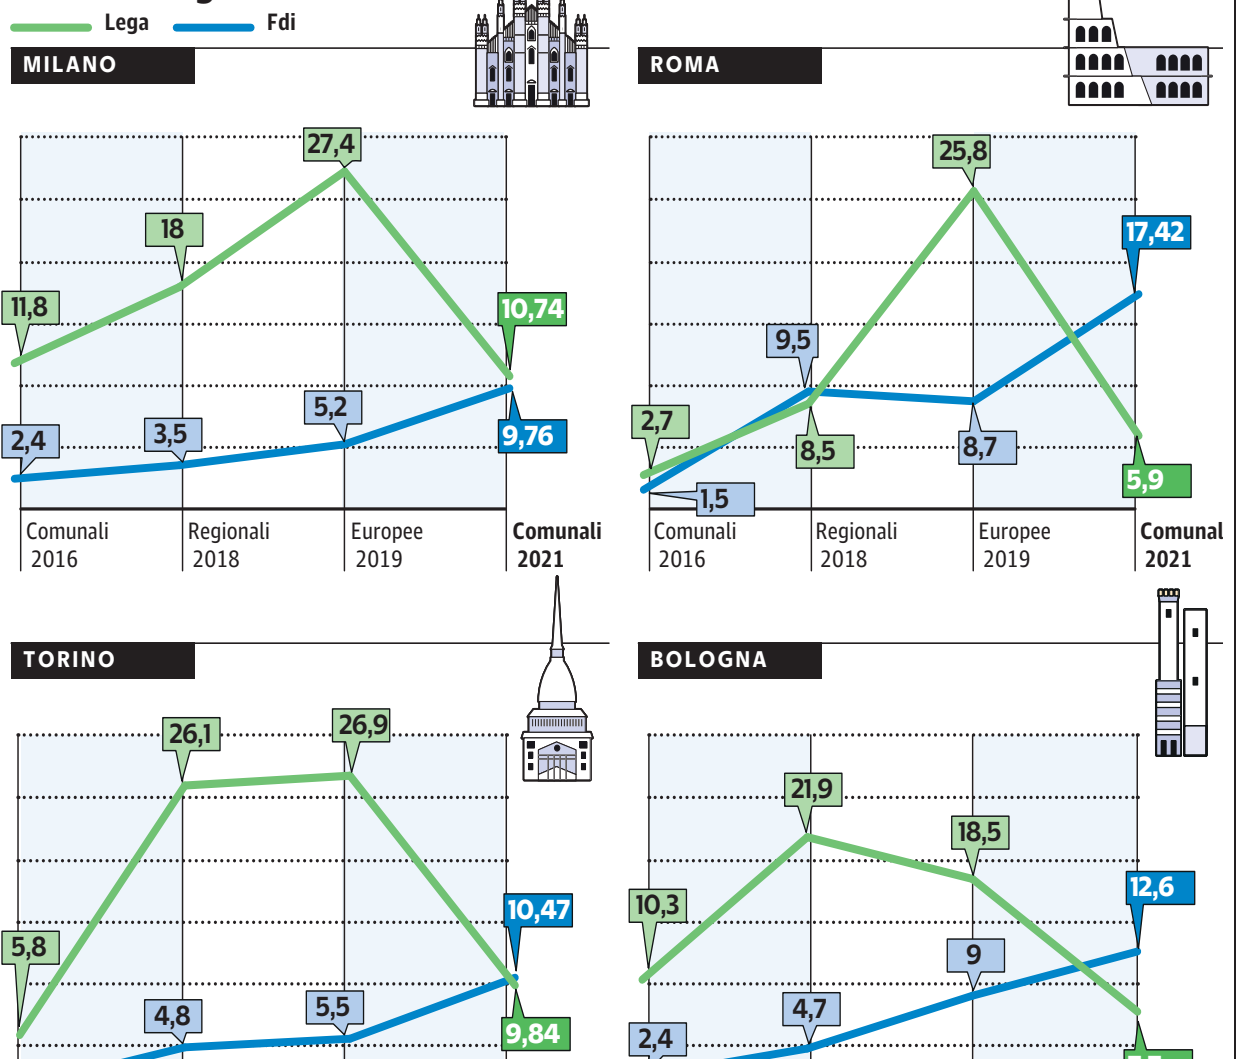 Lega Fdi
MILANO
27,4
18
11,8
10,74
5,2
3,5
2,4
9,76
Comunali 2016
Regionali 2018
Europee 2019
Comunali 2021
ROMA
25,8
17,42
9,5
2,7
8,5
8,7
5,9
1,5
Comunali 2016
Regionali 2018
Europee 2019
Comunal 2021
TORINO
26,1
26,9
10,47
5,8
5,5
4,8
9,84
BOLOGNA
21,9
18,5
12,6
10,3
9
4,7
2,4